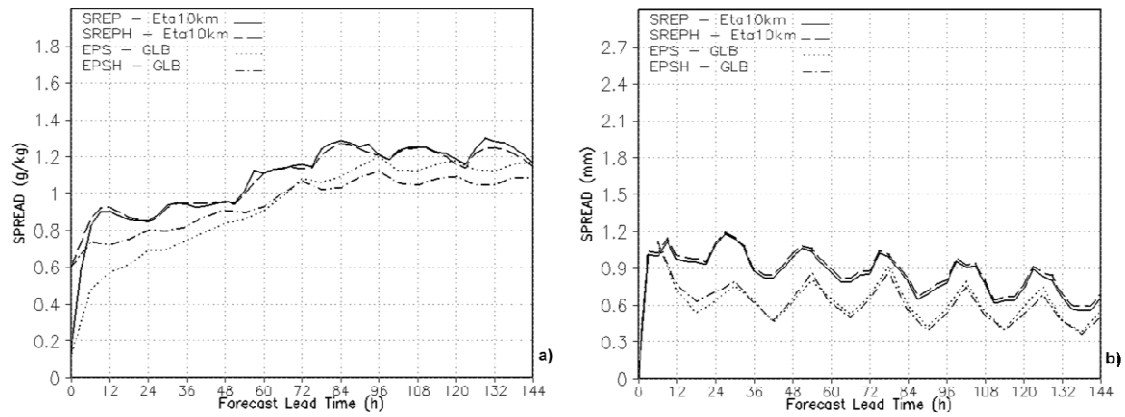 SREP – Eta10km
SREPH – Eta10km
EPS – GLB
EPSH – GLB
1.8
1.6
1.4
1.2
1
0.8
0.6
0.4
0.2
0
SPREAD (g/kg)
0 12 24 36 48 60 72 84 96 108 120 132 144
Forecast Lead Time (h)
a)
SREP – Eta10km
SREPH – Eta10km
EPS – GLB
EPSH – GLB
2.7
2.4
2.1
1.8
1.5
1.2
0.9
0.6
0.3
0
SPREAD (mm)
0 12 24 36 48 60 72 84 96 108 120 132 144
Forecast Lead Time (h)
b)